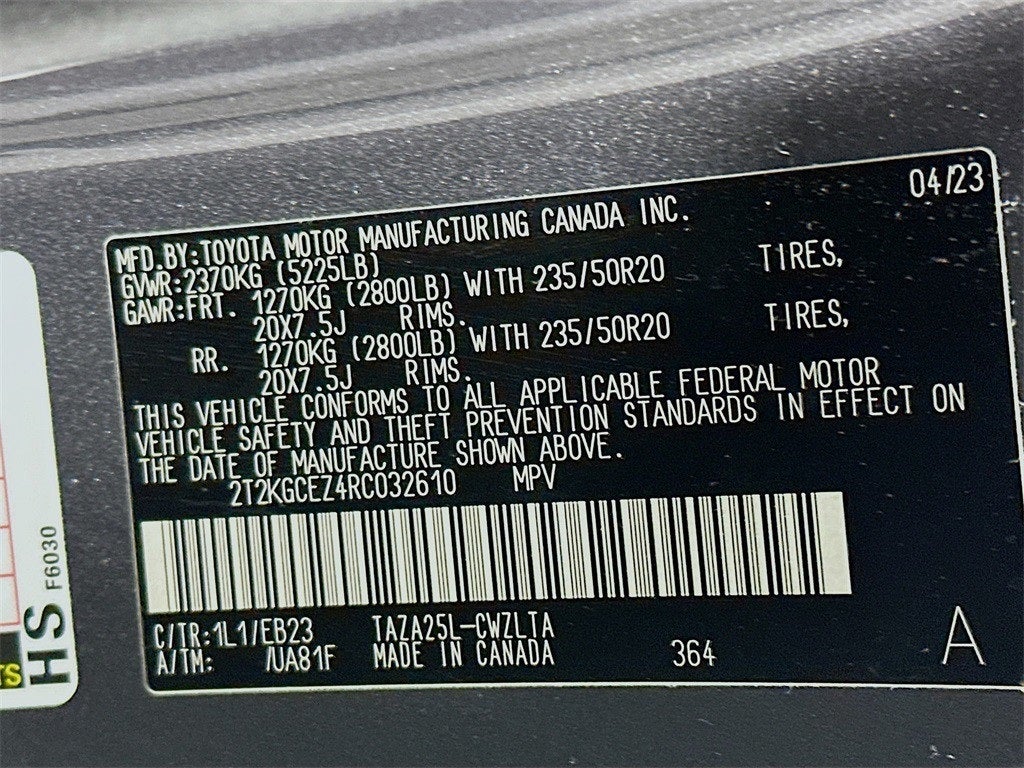 04/23
MFD.BY:TOYOTA MOTOR MANUFACTURING CANADA INC.
GVWR:2370KG (5225LB)
GAWR:FRT. 1270KG (2800LB) WITH 235/50R20 TIRES,
20X7.5J RIMS.
RR. 1270KG (2800LB) WITH 235/50R20 TIRES,
20X7.5J RIMS.
THIS VEHICLE CONFORMS TO ALL APPLICABLE FEDERAL MOTOR
VEHICLE SAFETY AND THEFT PREVENTION STANDARDS IN EFFECT ON
THE DATE OF MANUFACTURE SHOWN ABOVE.
2T2KGCEZ4RC032610 MPV
C/TR:1L1/EB23 TAZA25L-CWZLTA
A/TM: /UA81F MADE IN CANADA 364 A
HS F6030